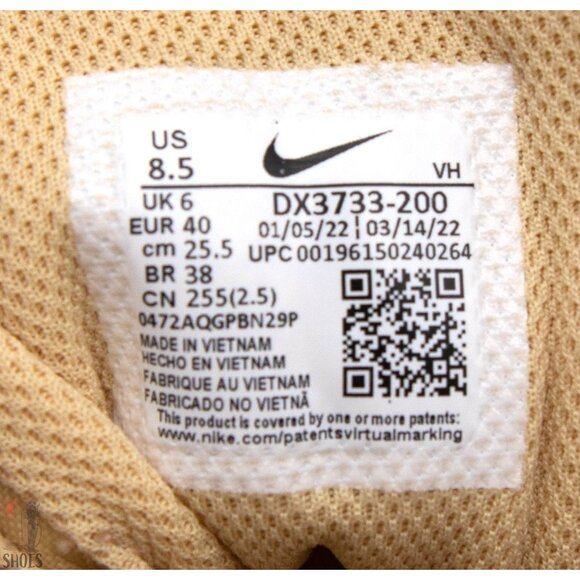 US
8.5
VH
UK 6
DX3733-200
EUR 40
01/05/22 | 03/14/22
cm 25.5
UPC 00196150240264
BR 38
CN 255(2.5)
0472AQGPBN29P
MADE IN VIETNAM
HECHO EN VIETNAM
FABRIQUE AU VIETNAM
FABRICADO NO VIETNÃ
This product is covered by one or more patents:
www.nike.com/patentsvirtualmarking
SHOES